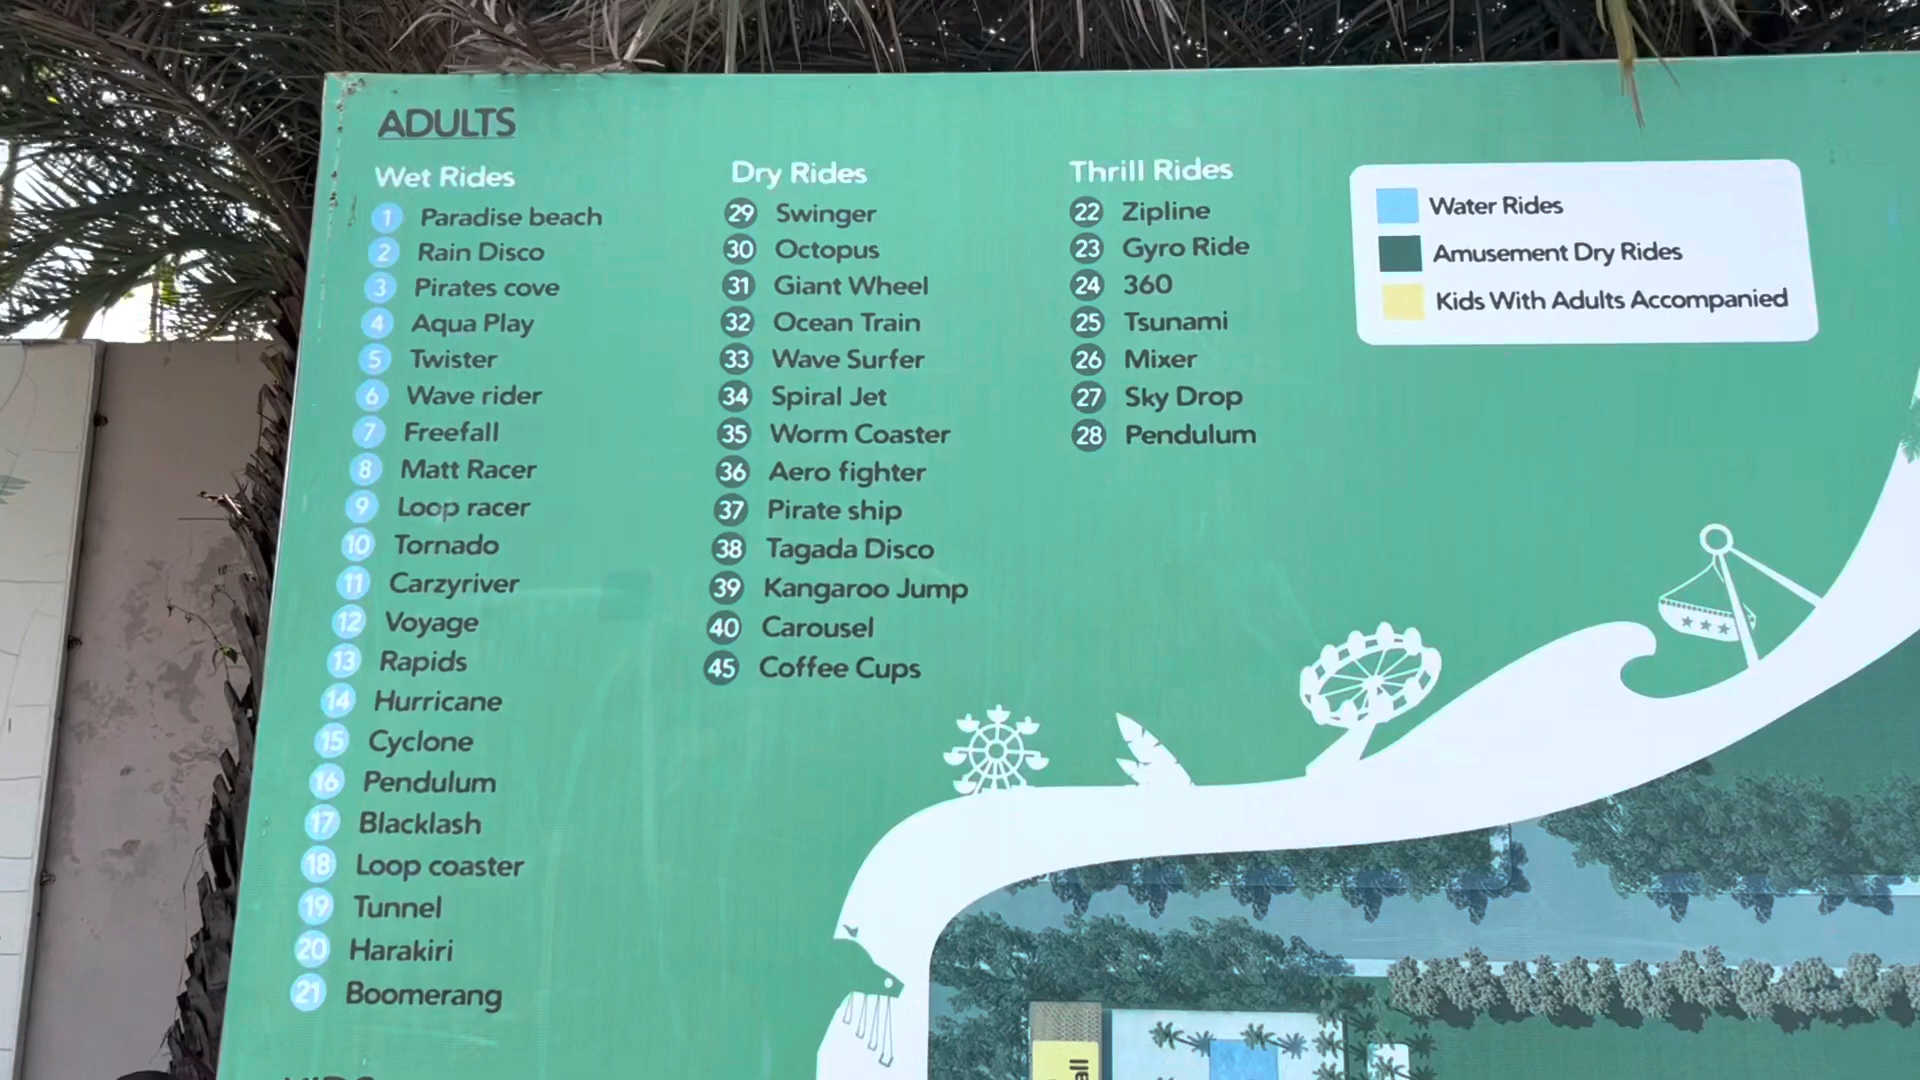 ADULTS
Wet Rides
1 Paradise beach
2 Rain Disco
3 Pirates cove
4 Aqua Play
5 Twister
6 Wave rider
7 Freefall
8 Matt Racer
9 Loop racer
10 Tornado
11 Carzyriver
12 Voyage
13 Rapids
14 Hurricane
15 Cyclone
16 Pendulum
17 Blacklash
18 Loop coaster
19 Tunnel
20 Harakiri
21 Boomerang
Dry Rides
29 Swinger
30 Octopus
31 Giant Wheel
32 Ocean Train
33 Wave Surfer
34 Spiral Jet
35 Worm Coaster
36 Aero fighter
37 Pirate ship
38 Tagada Disco
39 Kangaroo Jump
40 Carousel
45 Coffee Cups
Thrill Rides
22 Zipline
23 Gyro Ride
24 360
25 Tsunami
26 Mixer
27 Sky Drop
28 Pendulum
Water Rides
Amusement Dry Rides
Kids With Adults Accompanied